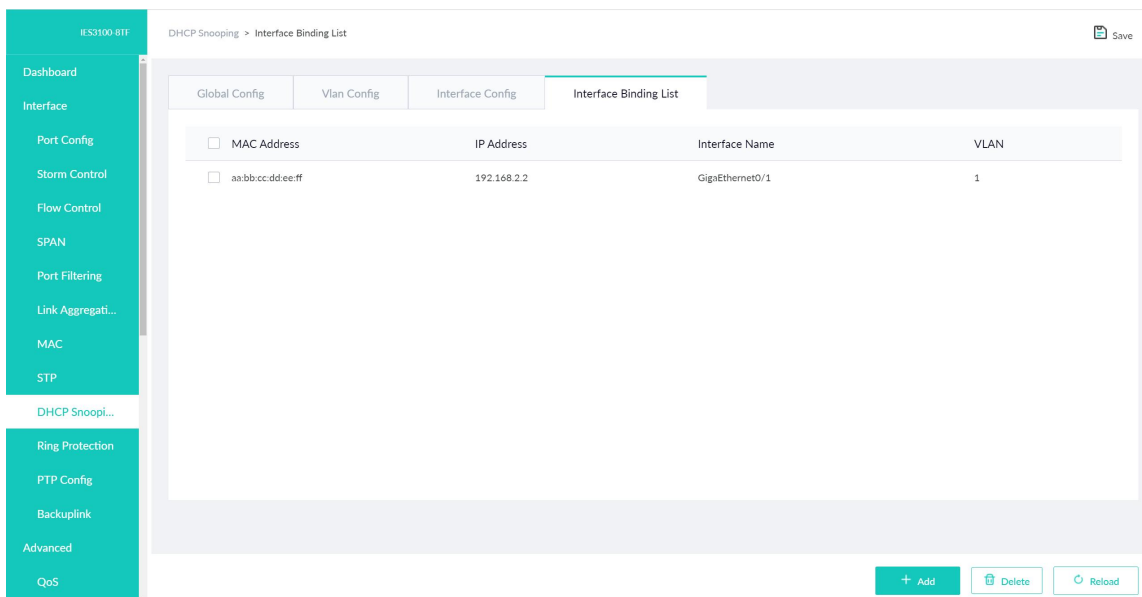 IES3100-8TF
DHCP Snooping > Interface Binding List
Save
Dashboard
Interface
Port Config
Storm Control
Flow Control
SPAN
Port Filtering
Link Aggregati...
MAC
STP
DHCP Snoopi...
Ring Protection
PTP Config
Backuplink
Advanced
QoS
Global Config Vlan Config Interface Config Interface Binding List
MAC Address IP Address Interface Name VLAN
aa:bb:cc:dd:ee:ff 192.168.2.2 GigaEthernet0/1 1
+ Add Delete Reload